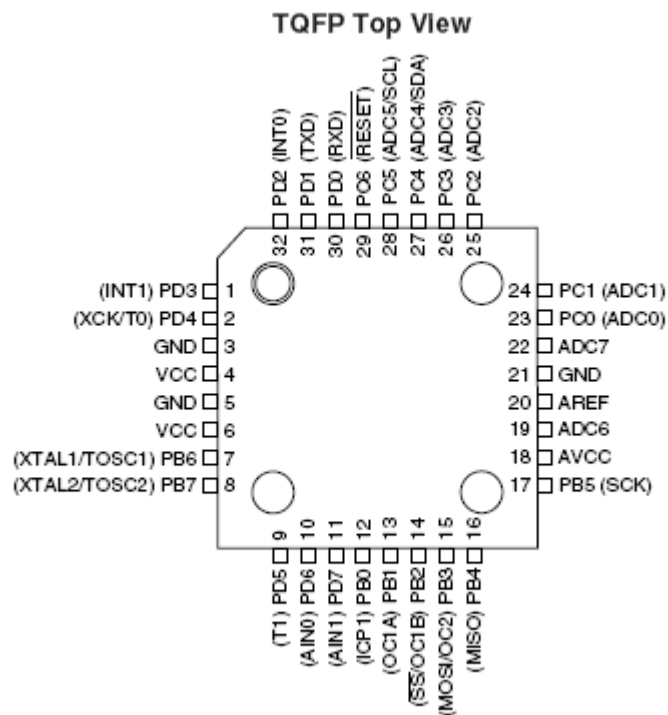 TQFP Top View
PD2 (INT0)
PD1 (TXD)
PD0 (RXD)
PC6 (RESET)
PC5 (ADC5/SCL)
PC4 (ADC4/SDA)
PC3 (ADC3)
PC2 (ADC2)
32
31
30
29
28
27
26
25
(INT1) PD3 1
(XCK/T0) PD4 2
GND 3
VCC 4
GND 5
VCC 6
(XTAL1/TOSC1) PB6 7
(XTAL2/TOSC2) PB7 8
24 PC1 (ADC1)
23 PC0 (ADC0)
22 ADC7
21 GND
20 AREF
19 ADC6
18 AVCC
17 PB5 (SCK)
9
10
11
12
13
14
15
16
(T1) PD5
(AIN0) PD6
(AIN1) PD7
(ICP1) PB0
(OC1A) PB1
(SS/OC1B) PB2
(MOSI/OC2) PB3
(MISO) PB4